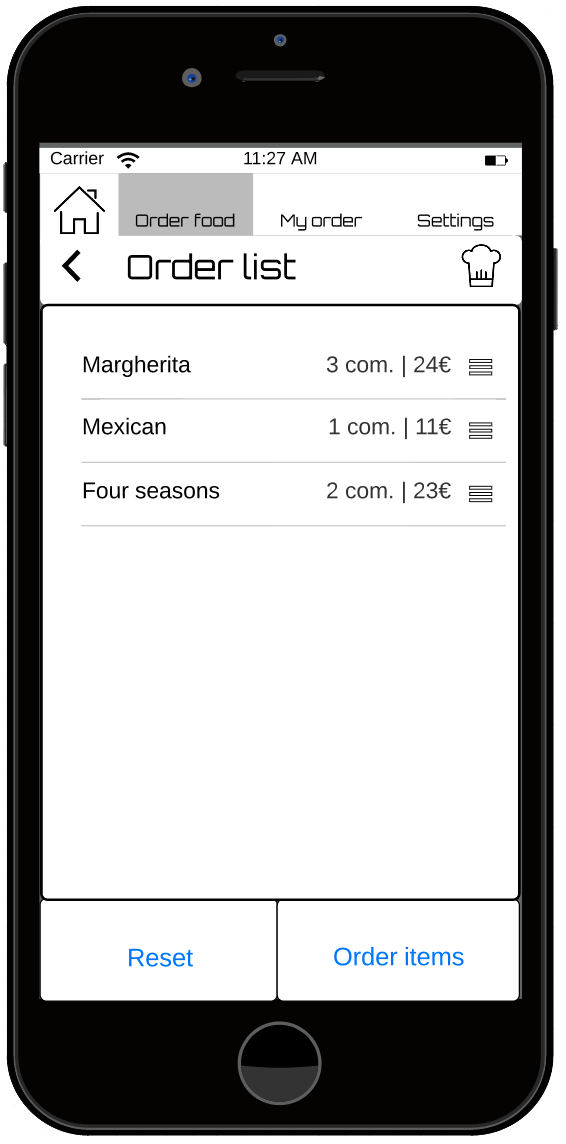 Carrier 11:27 AM
Order food My order Settings
Order list
Margherita 3 com. | 24€
Mexican 1 com. | 11€
Four seasons 2 com. | 23€
Reset Order items